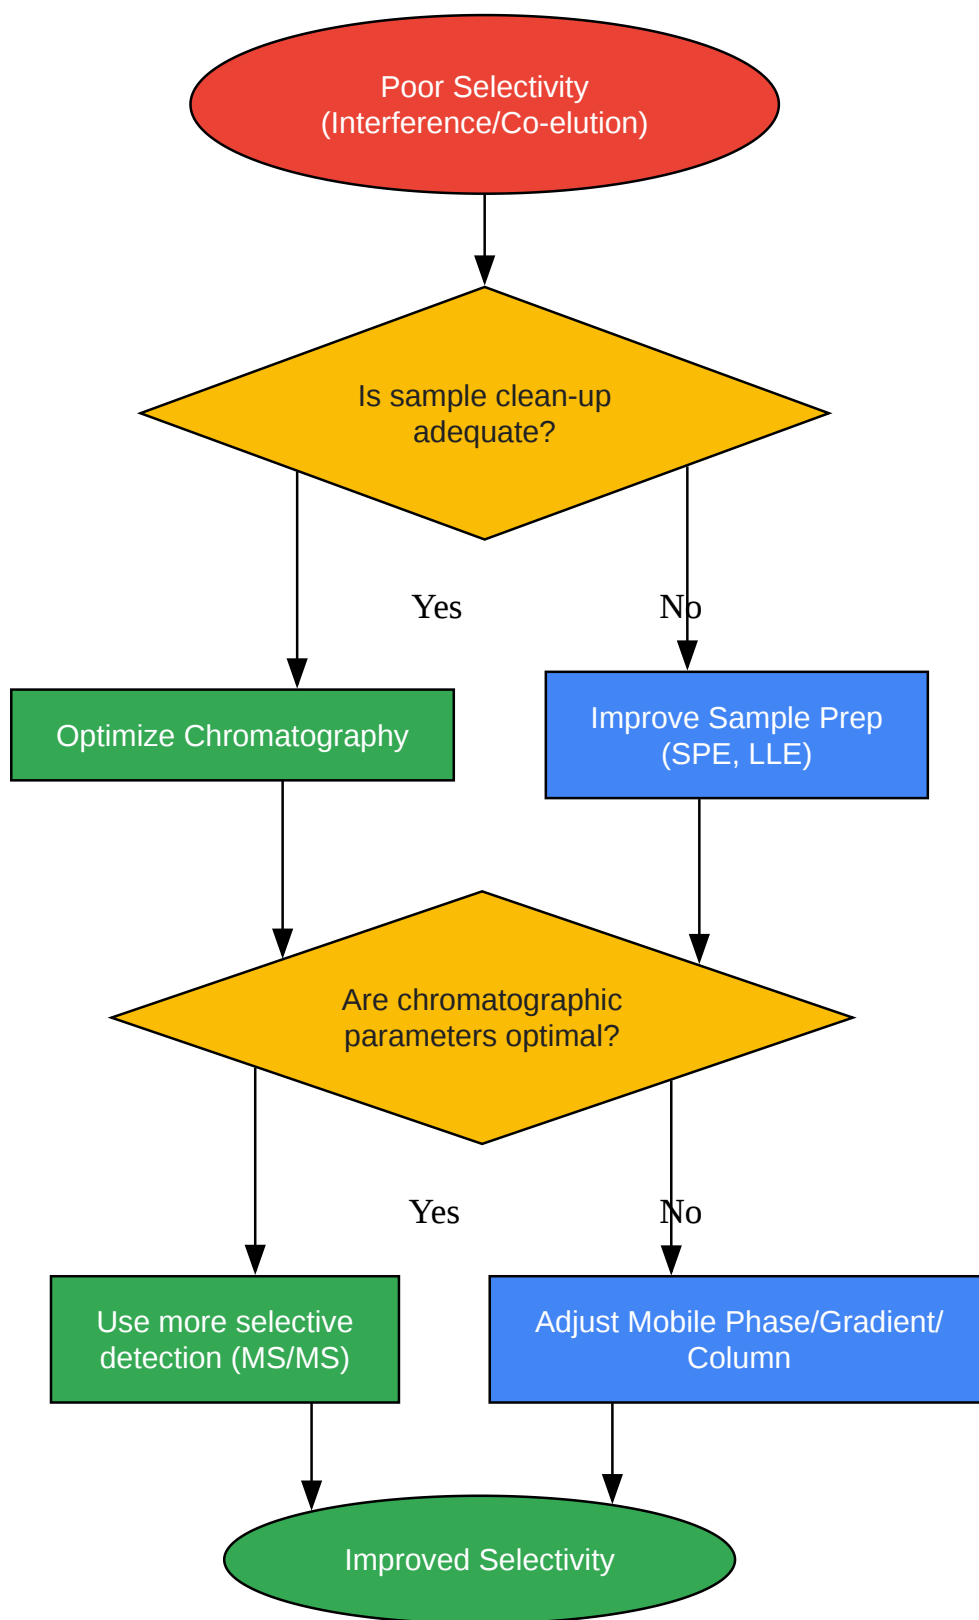 Poor Selectivity
(Interference/Co-elution)
Is sample clean-up
adequate?
Yes
No
Optimize Chromatography
Improve Sample Prep
(SPE, LLE)
Are chromatographic
parameters optimal?
Yes
No
Use more selective
detection (MS/MS)
Adjust Mobile Phase/Gradient/
Column
Improved Selectivity